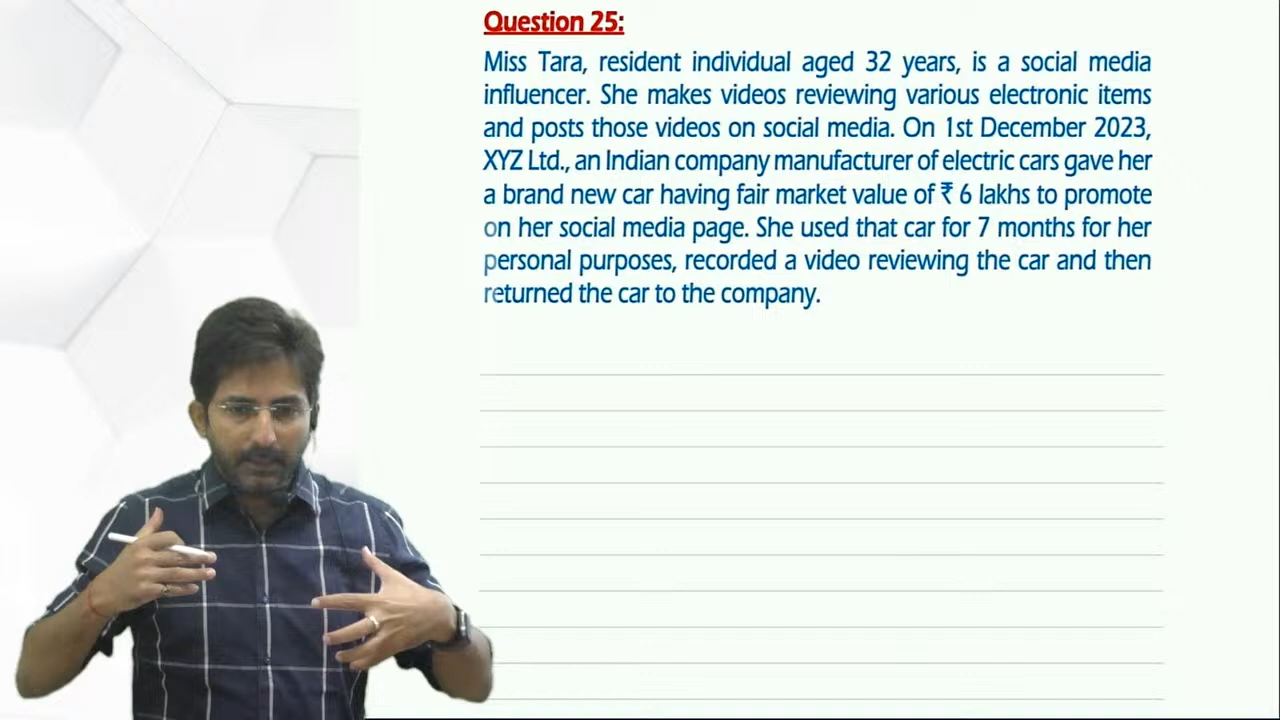 Question 25:
Miss Tara, resident individual aged 32 years, is a social media
influencer. She makes videos reviewing various electronic items
and posts those videos on social media. On 1st December 2023,
XYZ Ltd., an Indian company manufacturer of electric cars gave her
a brand new car having fair market value of ₹ 6 lakhs to promote
on her social media page. She used that car for 7 months for her
personal purposes, recorded a video reviewing the car and then
returned the car to the company.